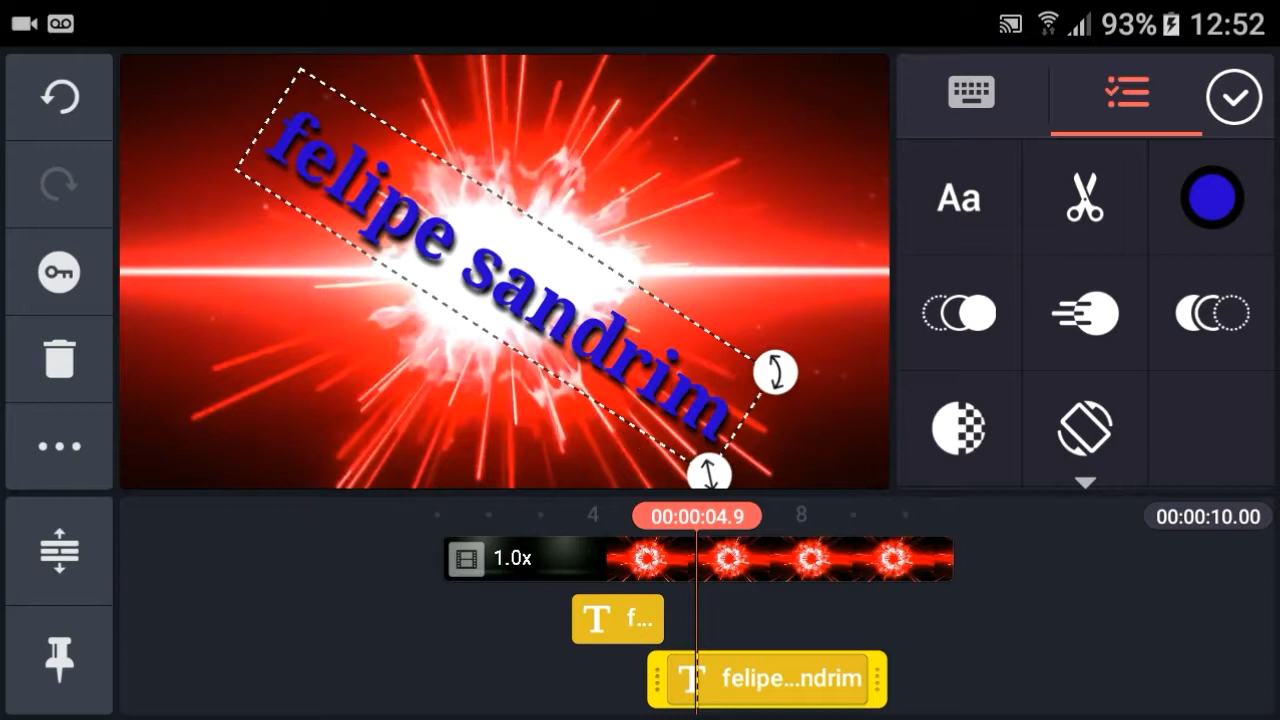 93% 12:52
felipe sandrim
Aa
4 00:00:04.9 8 00:00:10.00
1.0x
T f...
T felipe...ndrim